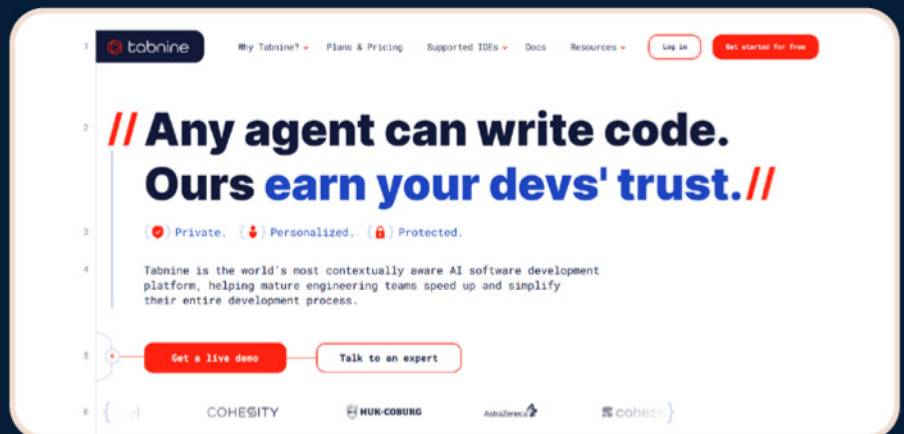 1
tabnine
Why Tabnine?
Plans & Pricing
Supported IDEs
Docs
Resources
Log in
Get started for free
2
// Any agent can write code.
Ours earn your devs' trust.//
3
{ } Private. { } Personalized. { } Protected.
4
Tabnine is the world's most contextually aware AI software development
platform, helping mature engineering teams speed up and simplify
their entire development process.
5
Get a live demo
Talk to an expert
6
{
COHESITY
HUK-COBURG
AstraZeneca
cohere}